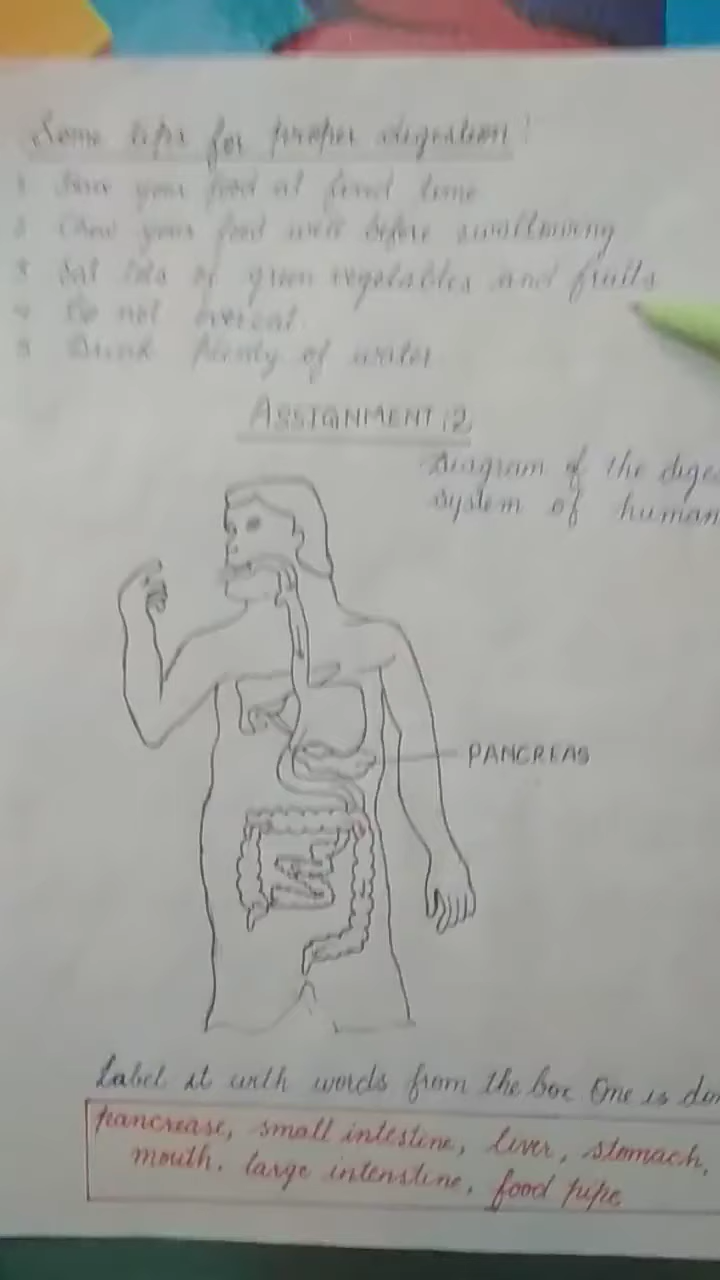 Some tips for proper digestion:
1 Have your food at fixed time
2 Chew your food well before swallowing
3 Eat lots of green vegetables and fruits
4 Do not overeat
5 Drink plenty of water
ASSIGNMENT:2
Diagram of the diges
system of human
PANCREAS
Label it with words from the box One is don
pancrease, small intestine, liver, stomach,
mouth, large intenstine, food pipe